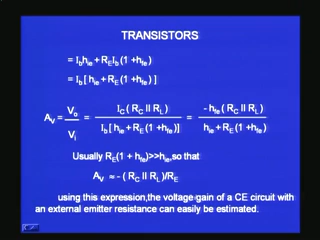 TRANSISTORS
= Ibhie + REIb (1 +hfe )
= Ib [ hie + RE (1 +hfe ) ]
AV = Vo / Vi = IC ( RC II RL ) / Ib [ hie + RE (1 +hfe )] = - hfe ( RC II RL ) / hie + RE (1 +hfe )
Usually RE(1 + hfe)>>hie,so that
AV ≈ - ( RC II RL )/RE
using this expression,the voltage gain of a CE circuit with
an external emitter resistance can easily be estimated.